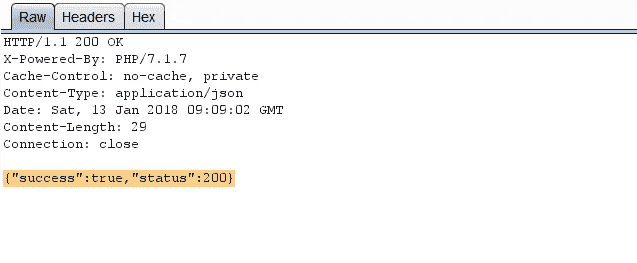 Raw Headers Hex
HTTP/1.1 200 OK
X-Powered-By: PHP/7.1.7
Cache-Control: no-cache, private
Content-Type: application/json
Date: Sat, 13 Jan 2018 09:09:02 GMT
Content-Length: 29
Connection: close
{"success":true,"status":200}